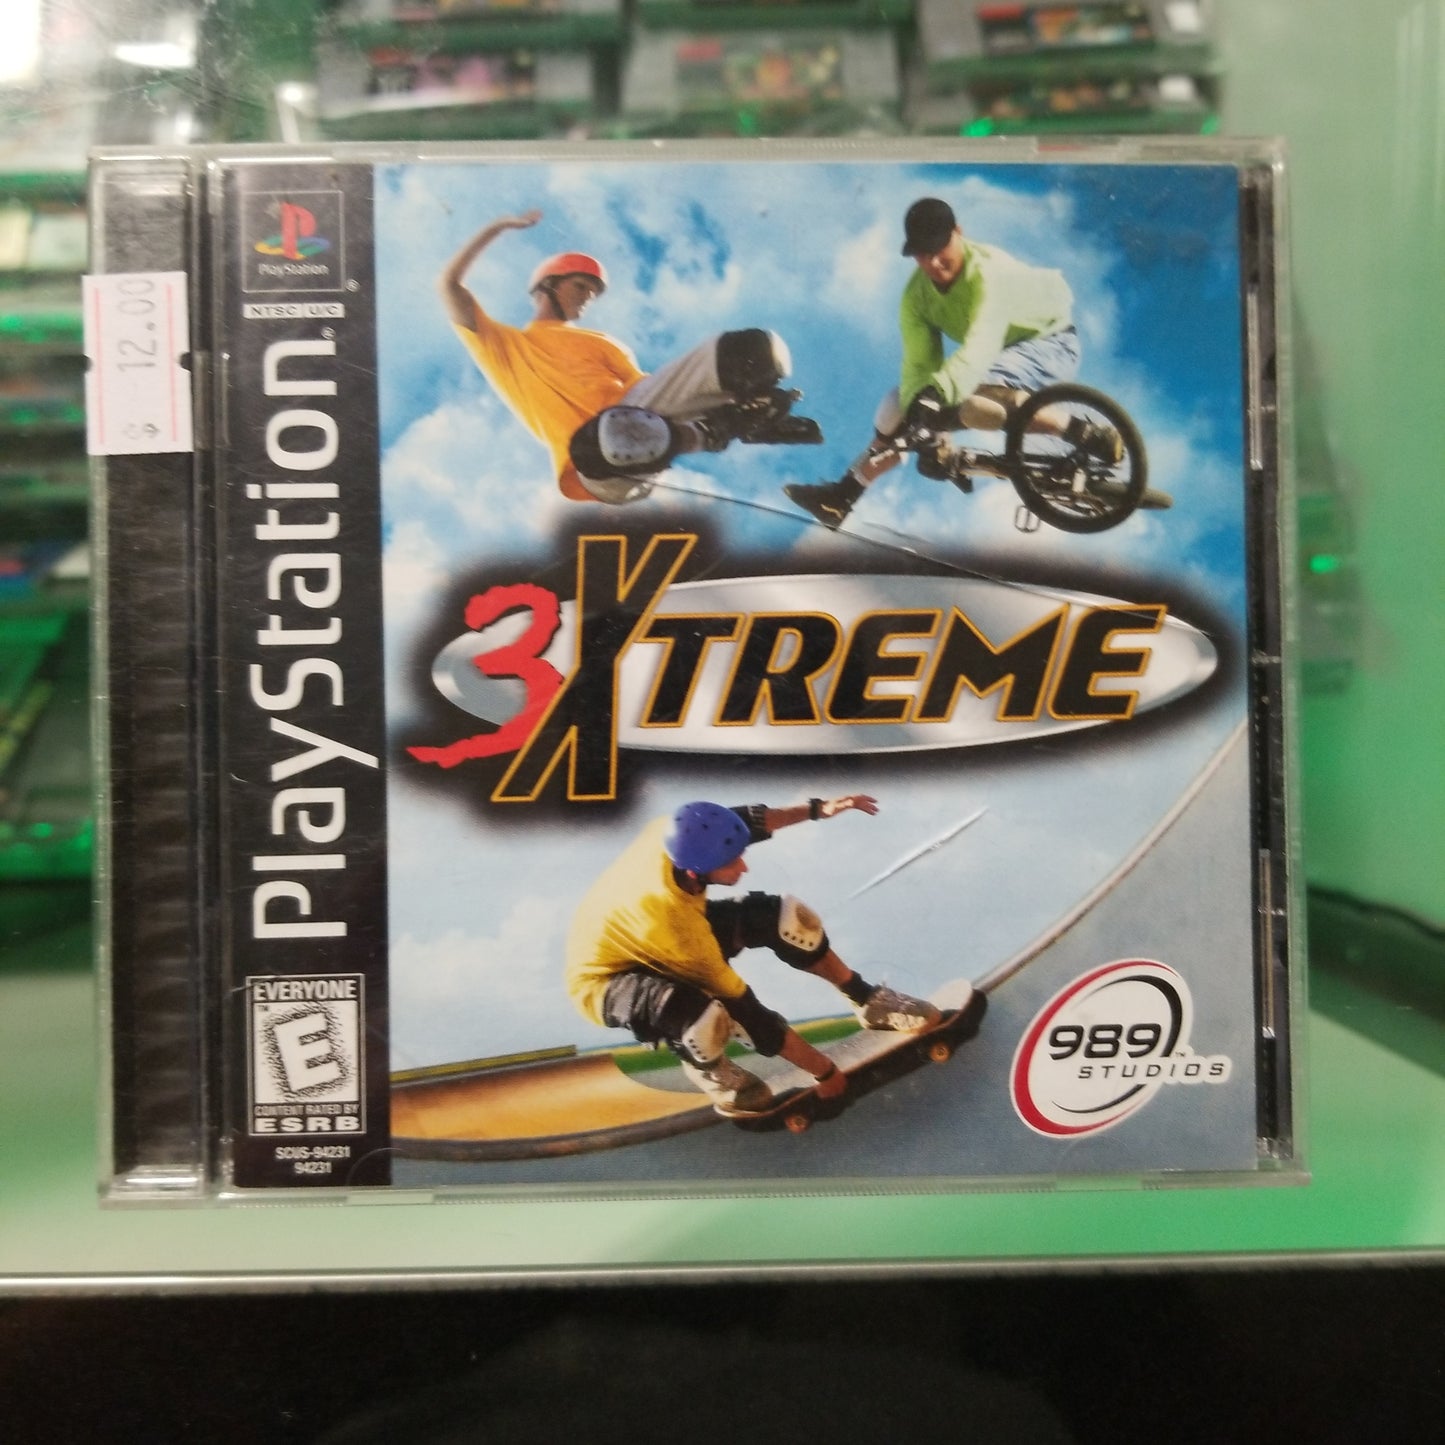 12.00
PlayStation
NTSC U/C
PlayStation
EVERYONE
E
CONTENT RATED BY
ESRB
SCUS-94231
94231
3XTREME
989
STUDIOS